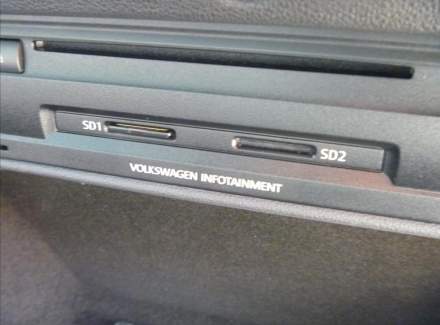 SD1 SD2
VOLKSWAGEN INFOTAINMENT